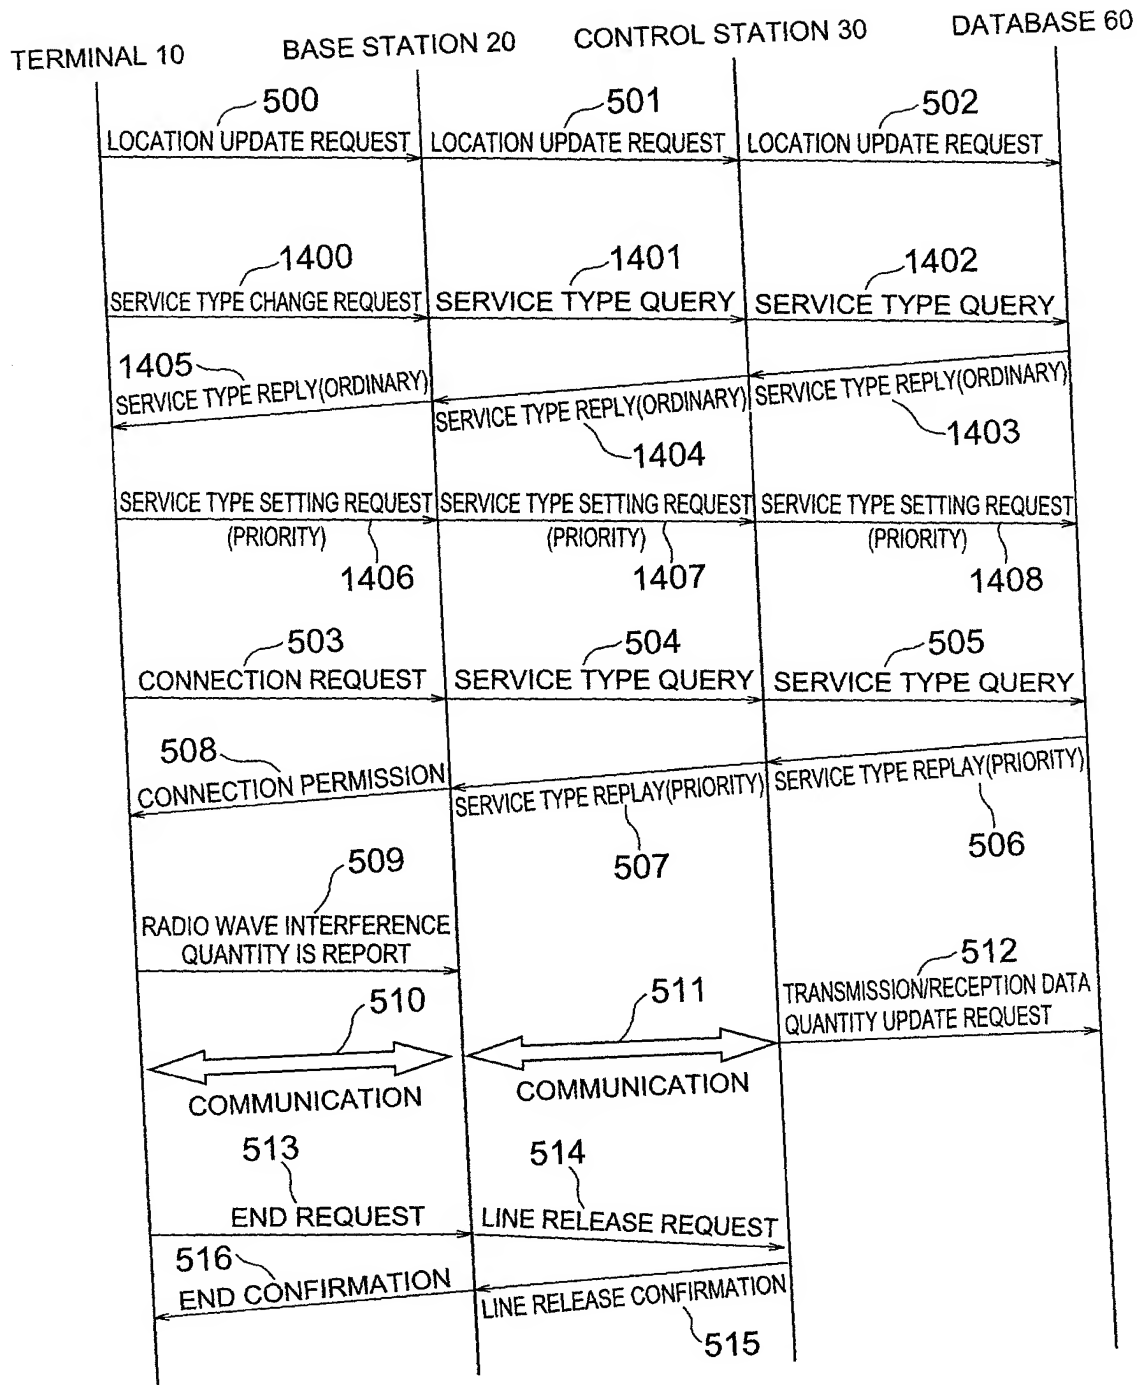 TERMINAL 10
BASE STATION 20
CONTROL STATION 30
DATABASE 60
500
LOCATION UPDATE REQUEST
501
LOCATION UPDATE REQUEST
502
LOCATION UPDATE REQUEST
1400
SERVICE TYPE CHANGE REQUEST
1401
SERVICE TYPE QUERY
1402
SERVICE TYPE QUERY
1405
SERVICE TYPE REPLY(ORDINARY)
SERVICE TYPE REPLY(ORDINARY)
1404
SERVICE TYPE REPLY(ORDINARY)
1403
SERVICE TYPE SETTING REQUEST
(PRIORITY)
1406
SERVICE TYPE SETTING REQUEST
(PRIORITY)
1407
SERVICE TYPE SETTING REQUEST
(PRIORITY)
1408
503
CONNECTION REQUEST
504
SERVICE TYPE QUERY
505
SERVICE TYPE QUERY
508
CONNECTION PERMISSION
SERVICE TYPE REPLAY(PRIORITY)
507
SERVICE TYPE REPLAY(PRIORITY)
506
509
RADIO WAVE INTERFERENCE
QUANTITY IS REPORT
510
COMMUNICATION
511
COMMUNICATION
512
TRANSMISSION/RECEPTION DATA
QUANTITY UPDATE REQUEST
513
END REQUEST
514
LINE RELEASE REQUEST
516
END CONFIRMATION
LINE RELEASE CONFIRMATION
515